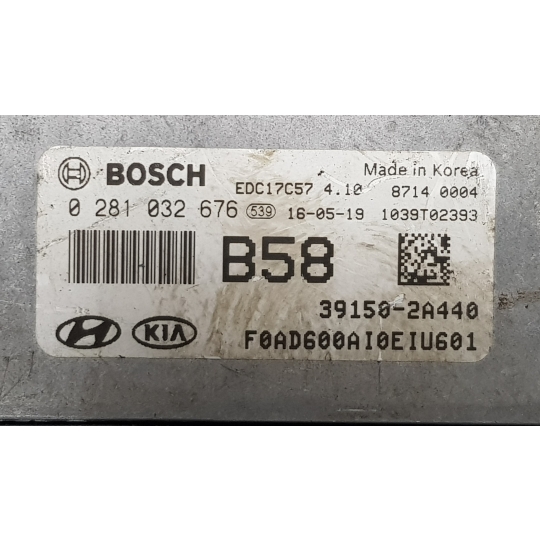 BOSCH EDC17C57 4.10 Made in Korea 8714 0004
0 281 032 676 539 16-05-19 1039T02393
B58
39150-2A440
KIA F0AD600AI0EIU601